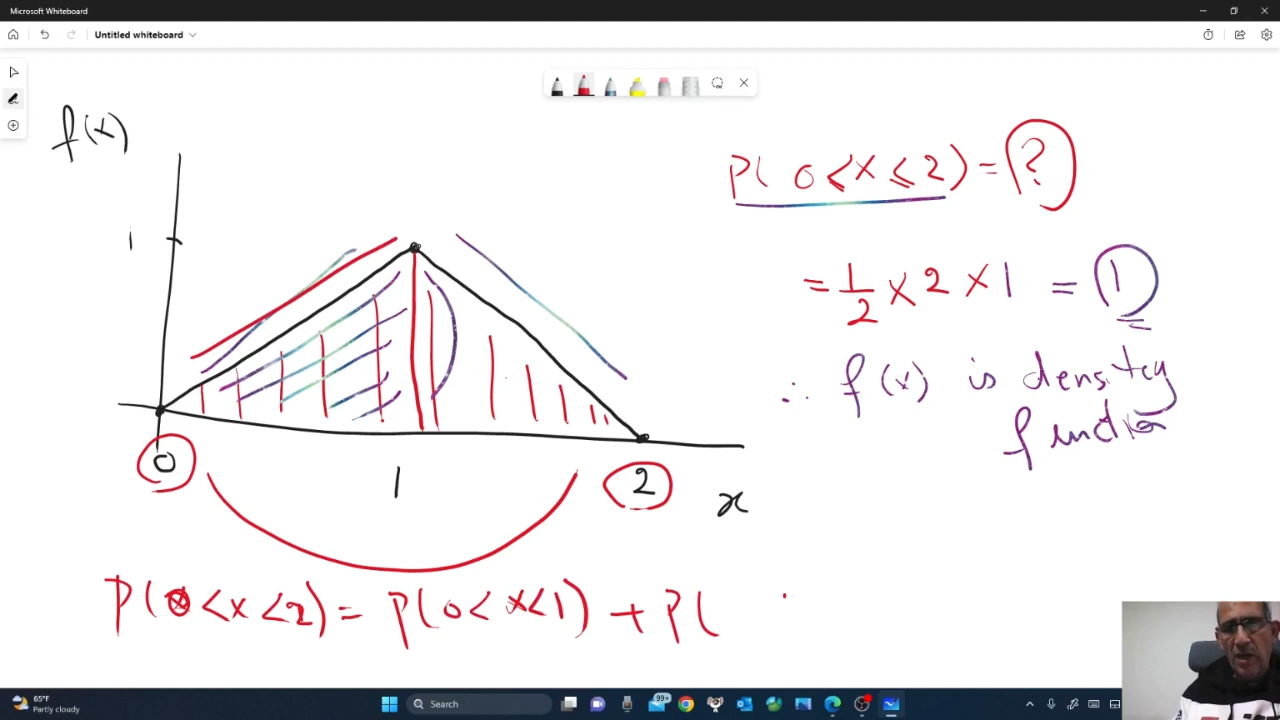 Microsoft Whiteboard
Untitled whiteboard
f(x)
1
0
1
2
x
P( 0 ≤ X ≤ 2 ) = ?
= 1/2 × 2 × 1 = 1
∴ f(x) is density
function
P(0 < X < 2) = P(0 < X < 1) + P(
65°F
Partly cloudy
Search
99+